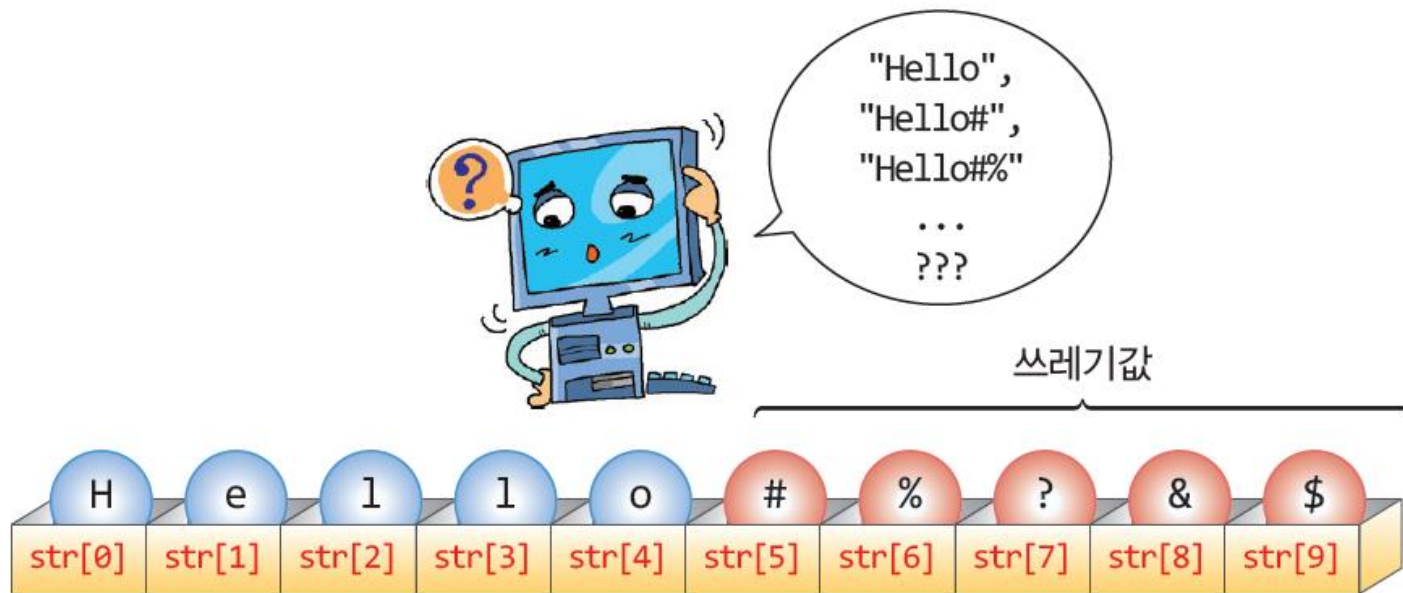 "Hello",
"Hello#",
"Hello#%"
...
???
?
쓰레기값
H e l l o # % ? & $
str[0] str[1] str[2] str[3] str[4] str[5] str[6] str[7] str[8] str[9]